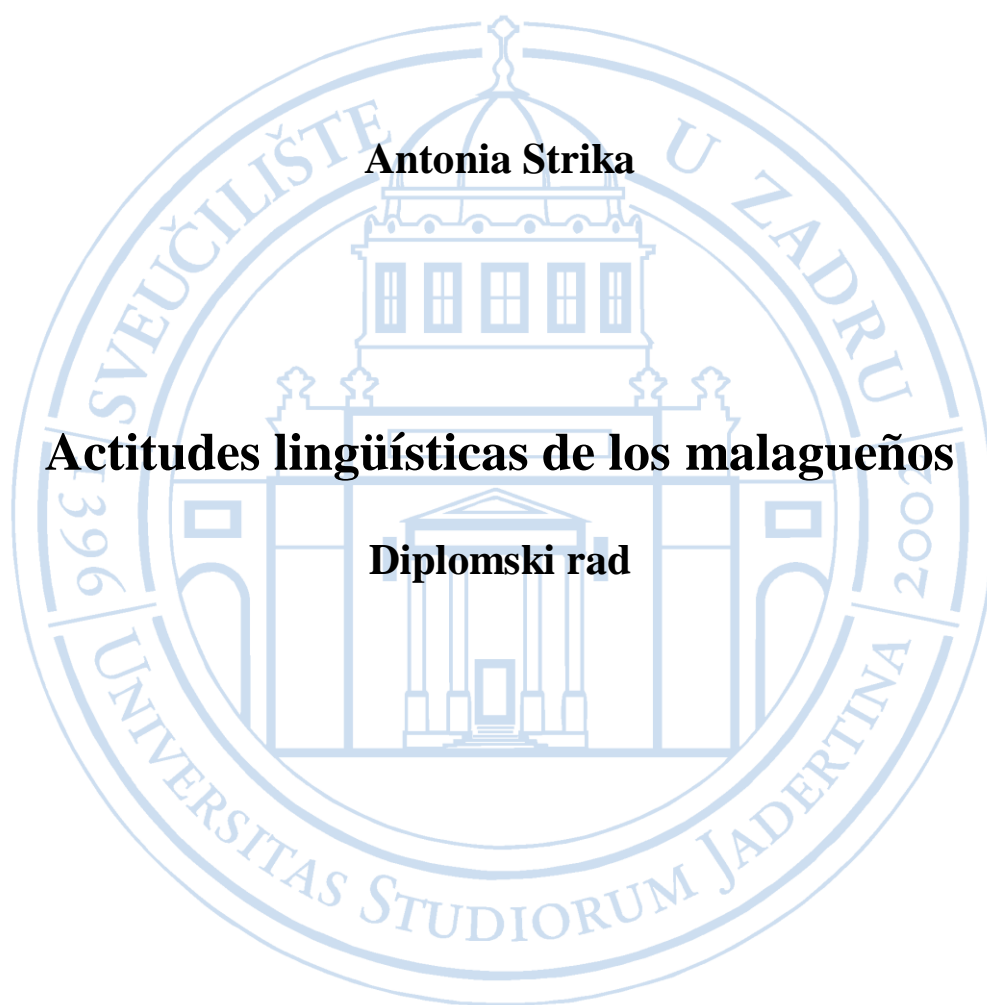 Antonia Strika
Actitudes lingüísticas de los malagueños
Diplomski rad
SVEUČILIŠTE U ZADRU
1396
2002
UNIVERSITAS STUDIORUM JADERTINA